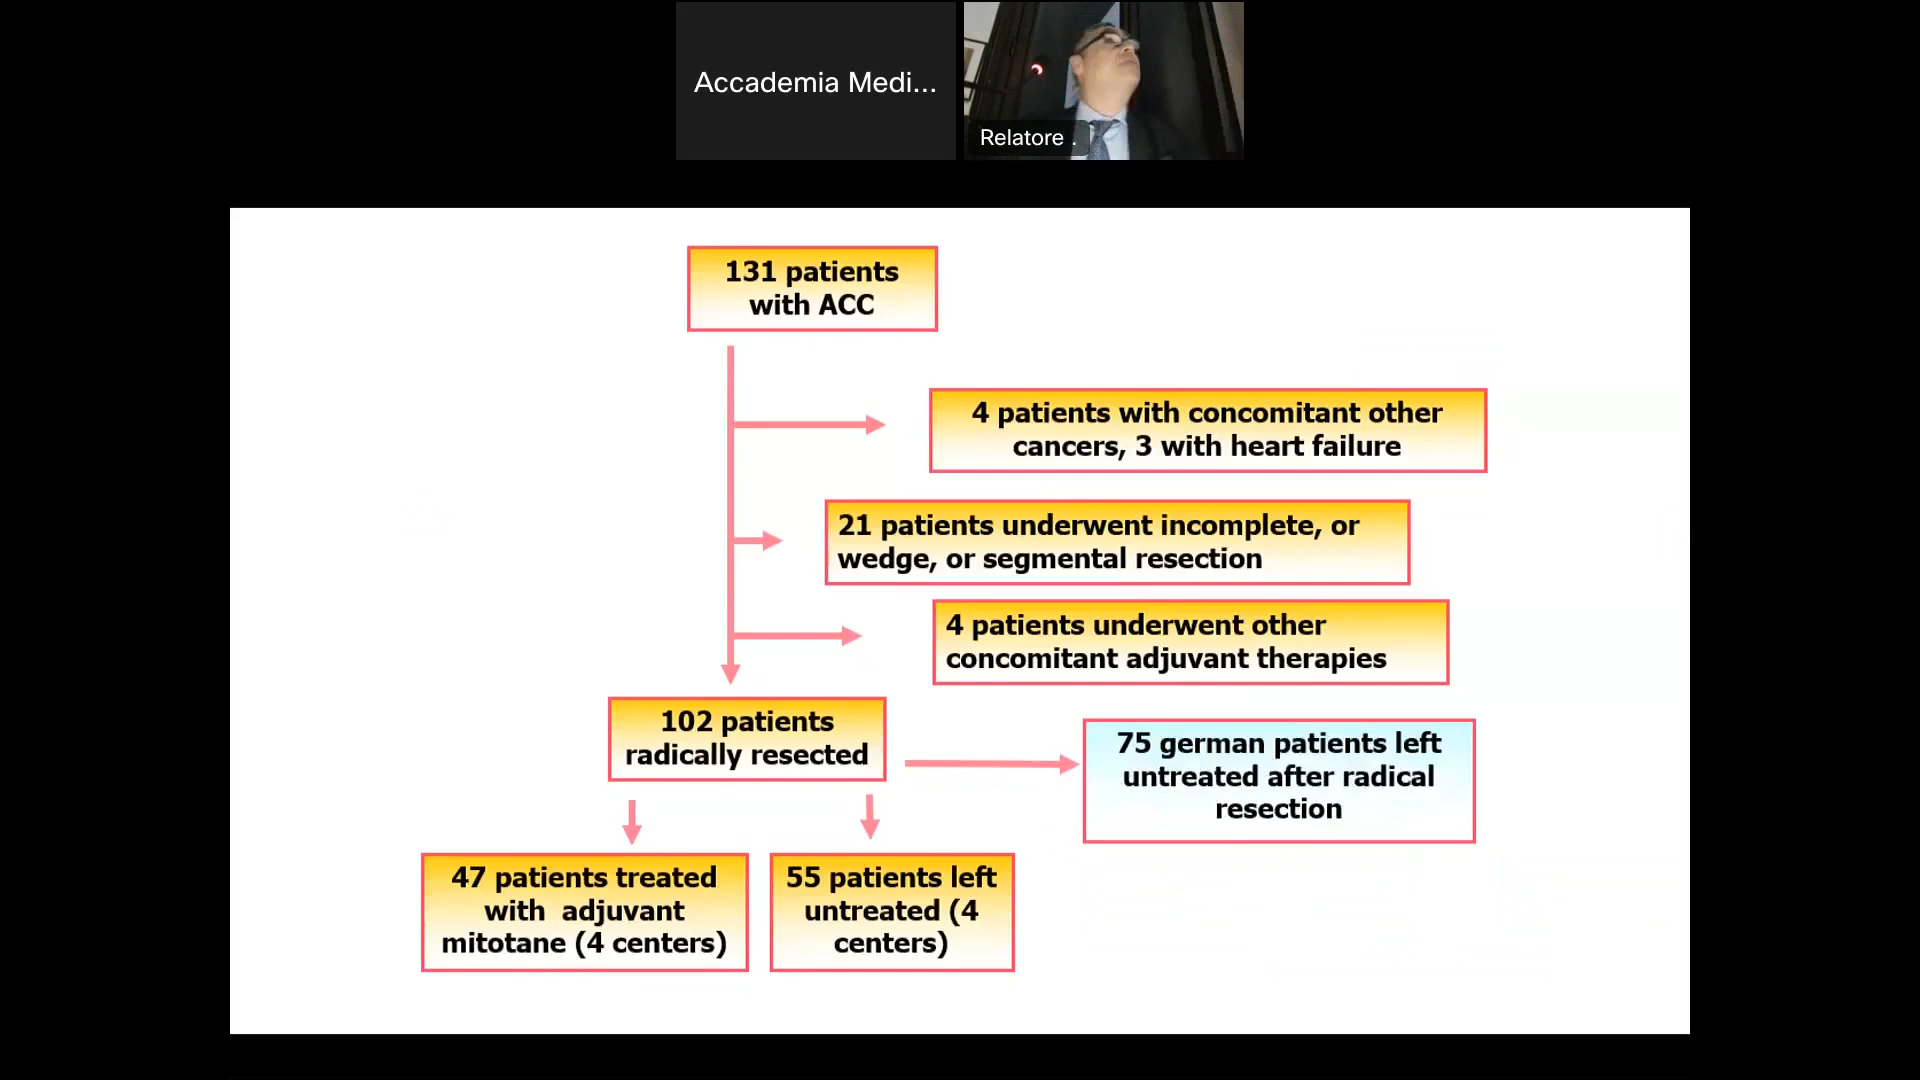 Accademia Medi...
Relatore .
131 patients
with ACC
4 patients with concomitant other
cancers, 3 with heart failure
21 patients underwent incomplete, or
wedge, or segmental resection
4 patients underwent other
concomitant adjuvant therapies
102 patients
radically resected
75 german patients left
untreated after radical
resection
47 patients treated
with adjuvant
mitotane (4 centers)
55 patients left
untreated (4
centers)